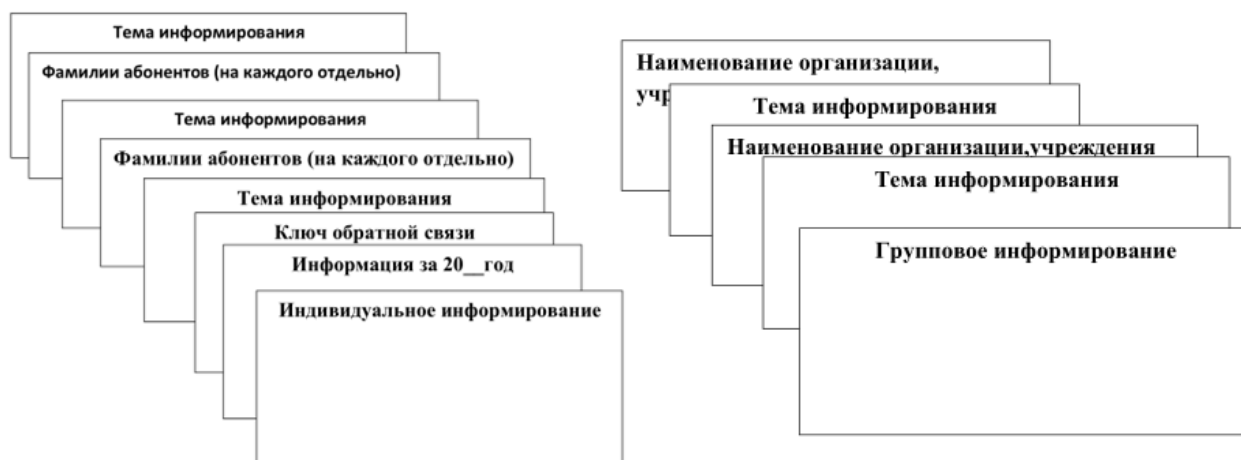 Тема информирования
Фамилии абонентов (на каждого отдельно)
Тема информирования
Фамилии абонентов (на каждого отдельно)
Тема информирования
Ключ обратной связи
Информация за 20__год
Индивидуальное информирование
Наименование организации,
Тема информирования
Наименование организации,учреждения
Тема информирования
Групповое информирование